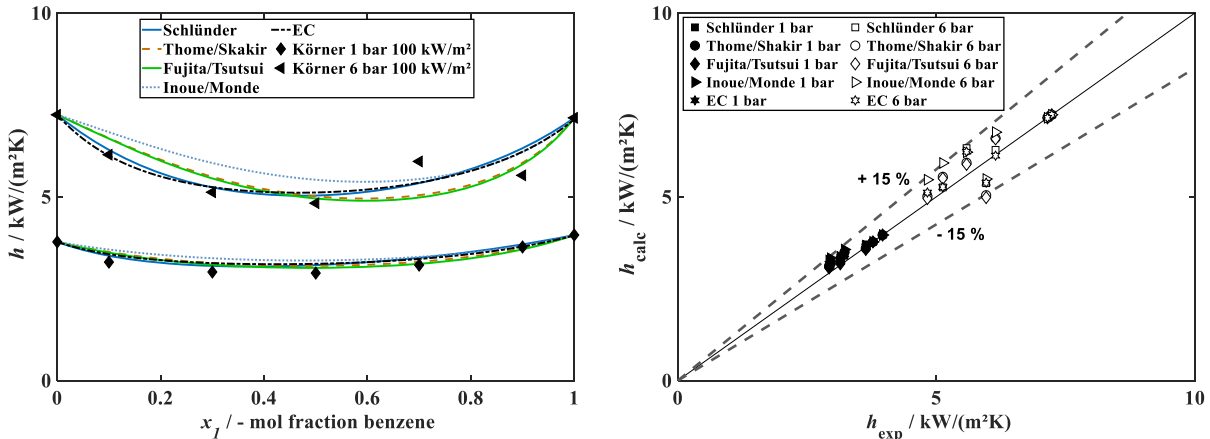 10
Schlünder
EC
Thome/Skakir
Körner 1 bar 100 kW/m²
Fujita/Tsutsui
Körner 6 bar 100 kW/m²
Inoue/Monde
h / kW/(m²K)
5
0
0
0.2
0.4
0.6
0.8
1
x1 / - mol fraction benzene
10
Schlünder 1 bar
Schlünder 6 bar
Thome/Shakir 1 bar
Thome/Shakir 6 bar
Fujita/Tsutsui 1 bar
Fujita/Tsutsui 6 bar
Inoue/Monde 1 bar
Inoue/Monde 6 bar
EC 1 bar
EC 6 bar
hcalc / kW/(m²K)
5
+ 15 %
- 15 %
0
0
5
10
hexp / kW/(m²K)